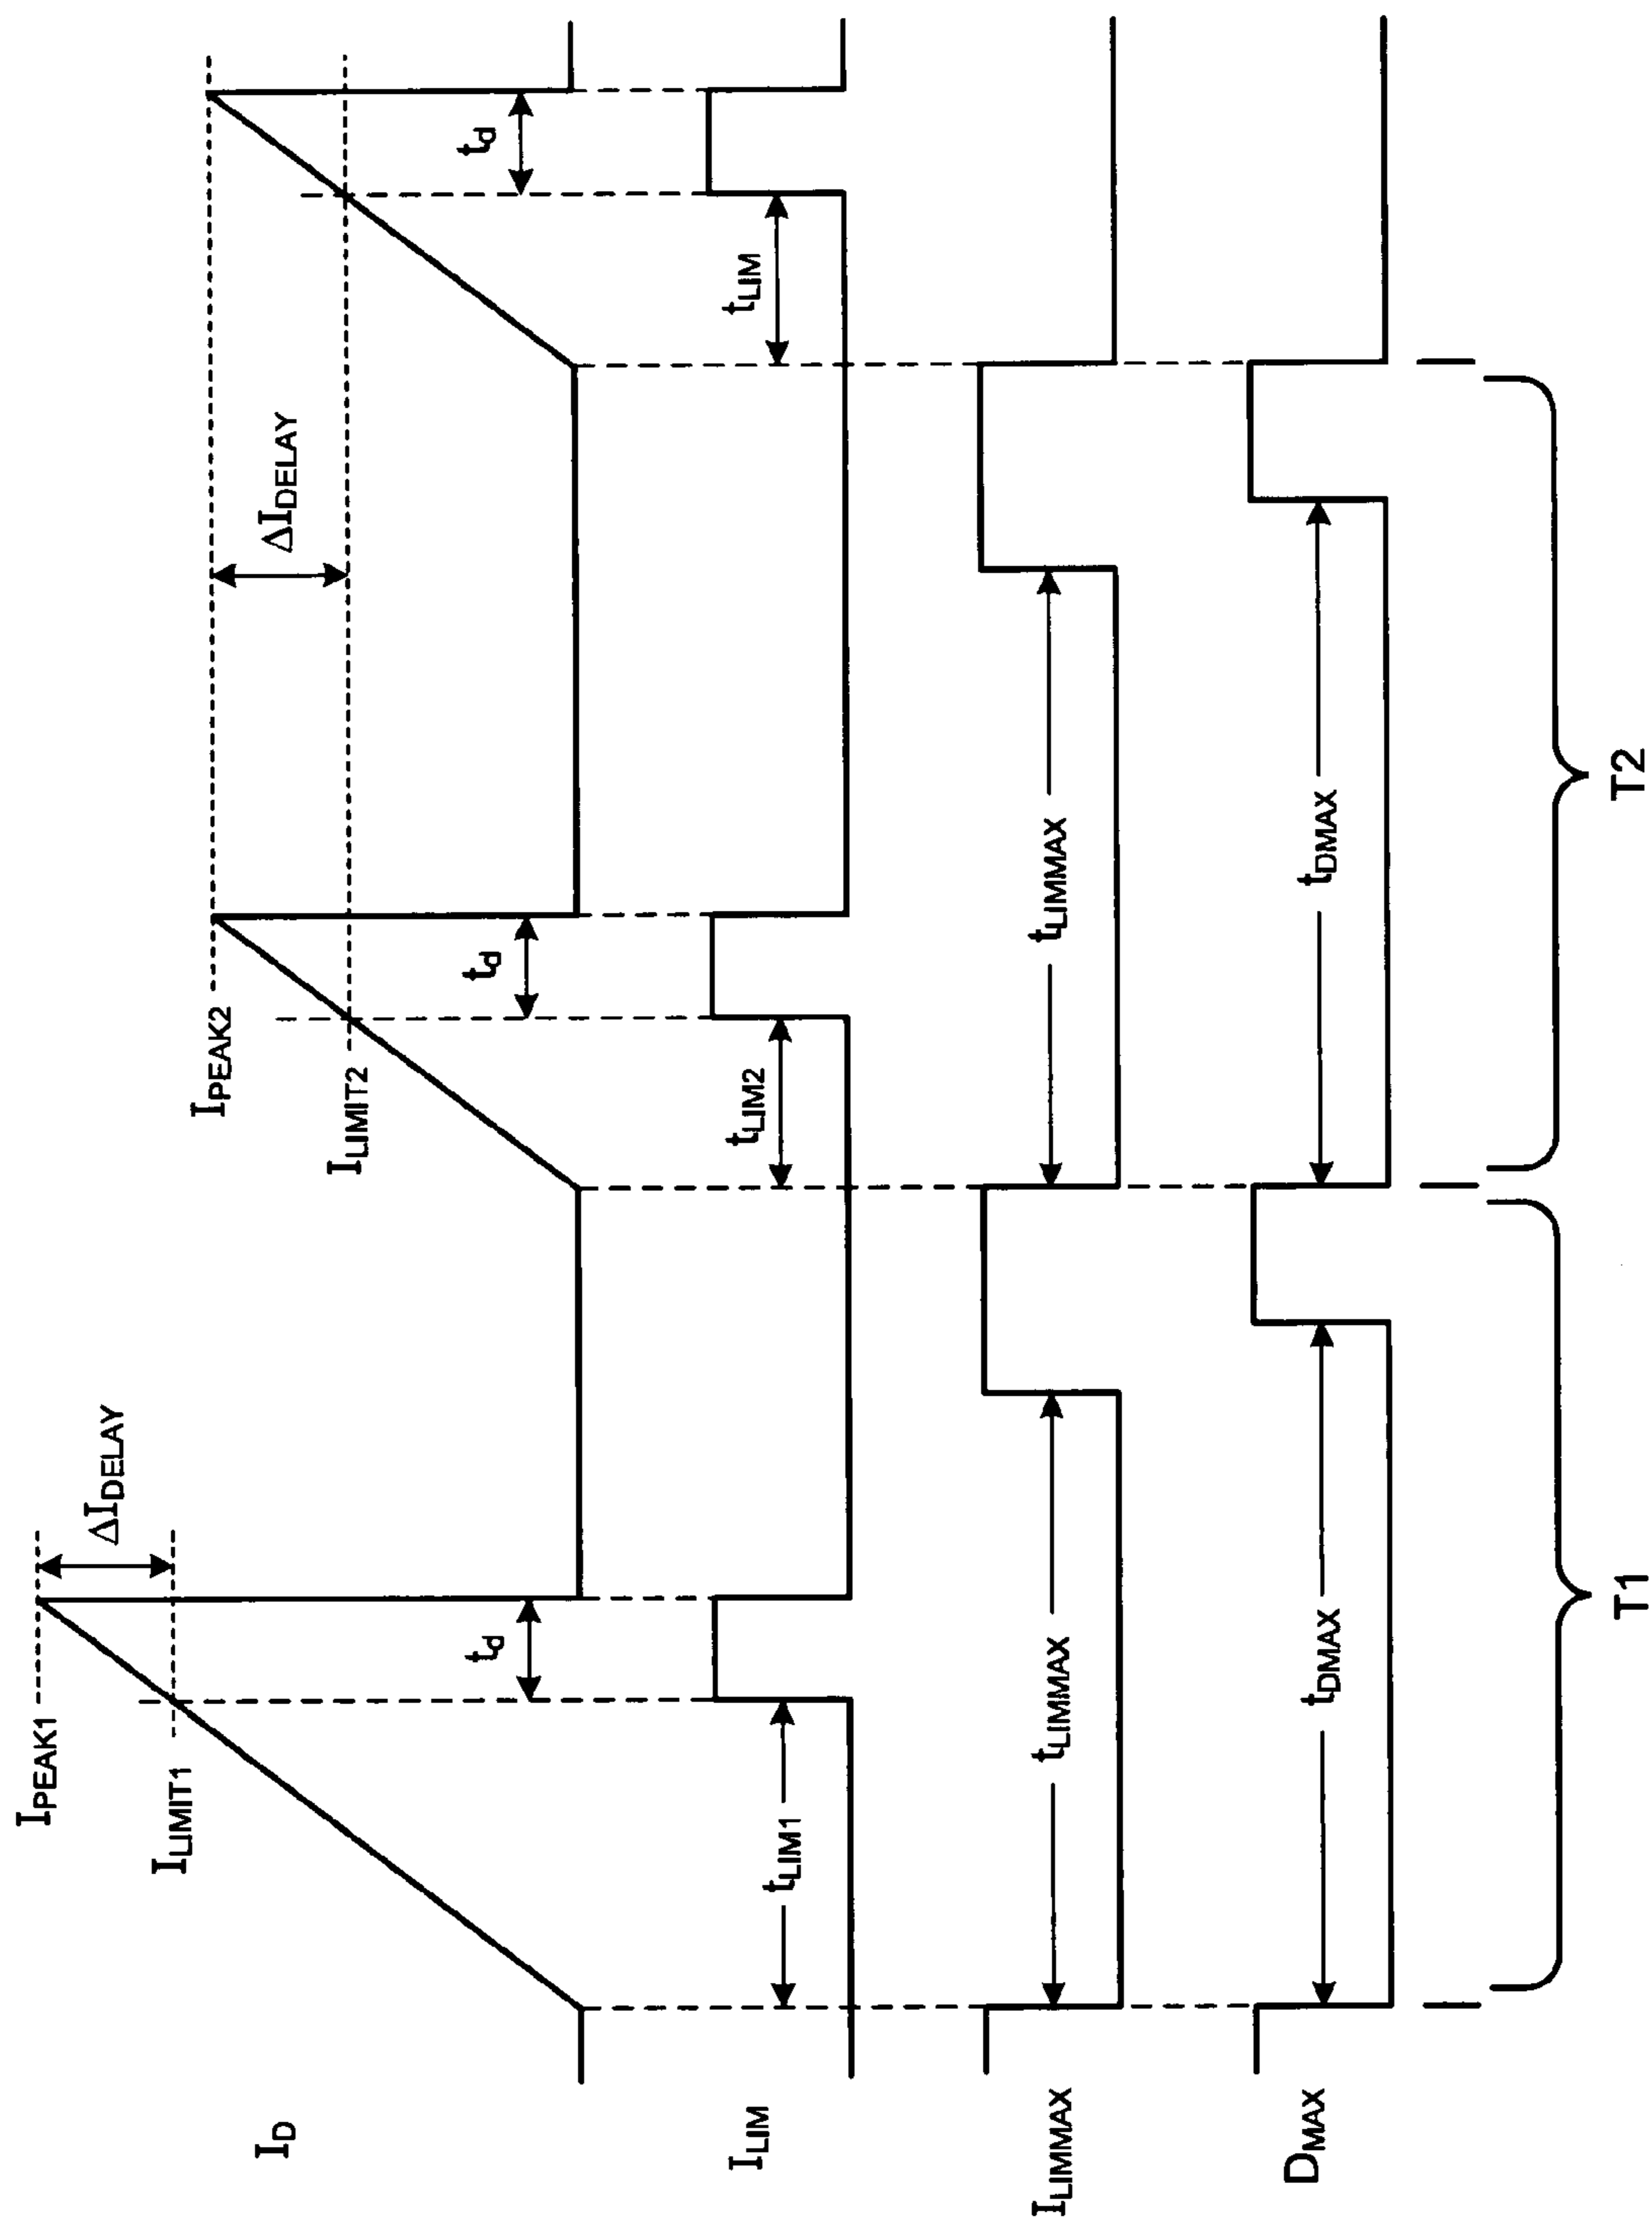 I_PEAK1
ΔI_DELAY
I_LIMIT1
I_PEAK2
ΔI_DELAY
I_LIMIT2
I_D
t_d
t_d
t_d
I_LIM
t_LIM1
t_LIM2
t_LIM
I_LIMMAX
t_LIMMAX
t_LIMMAX
D_MAX
t_DMAX
t_DMAX
T1
T2